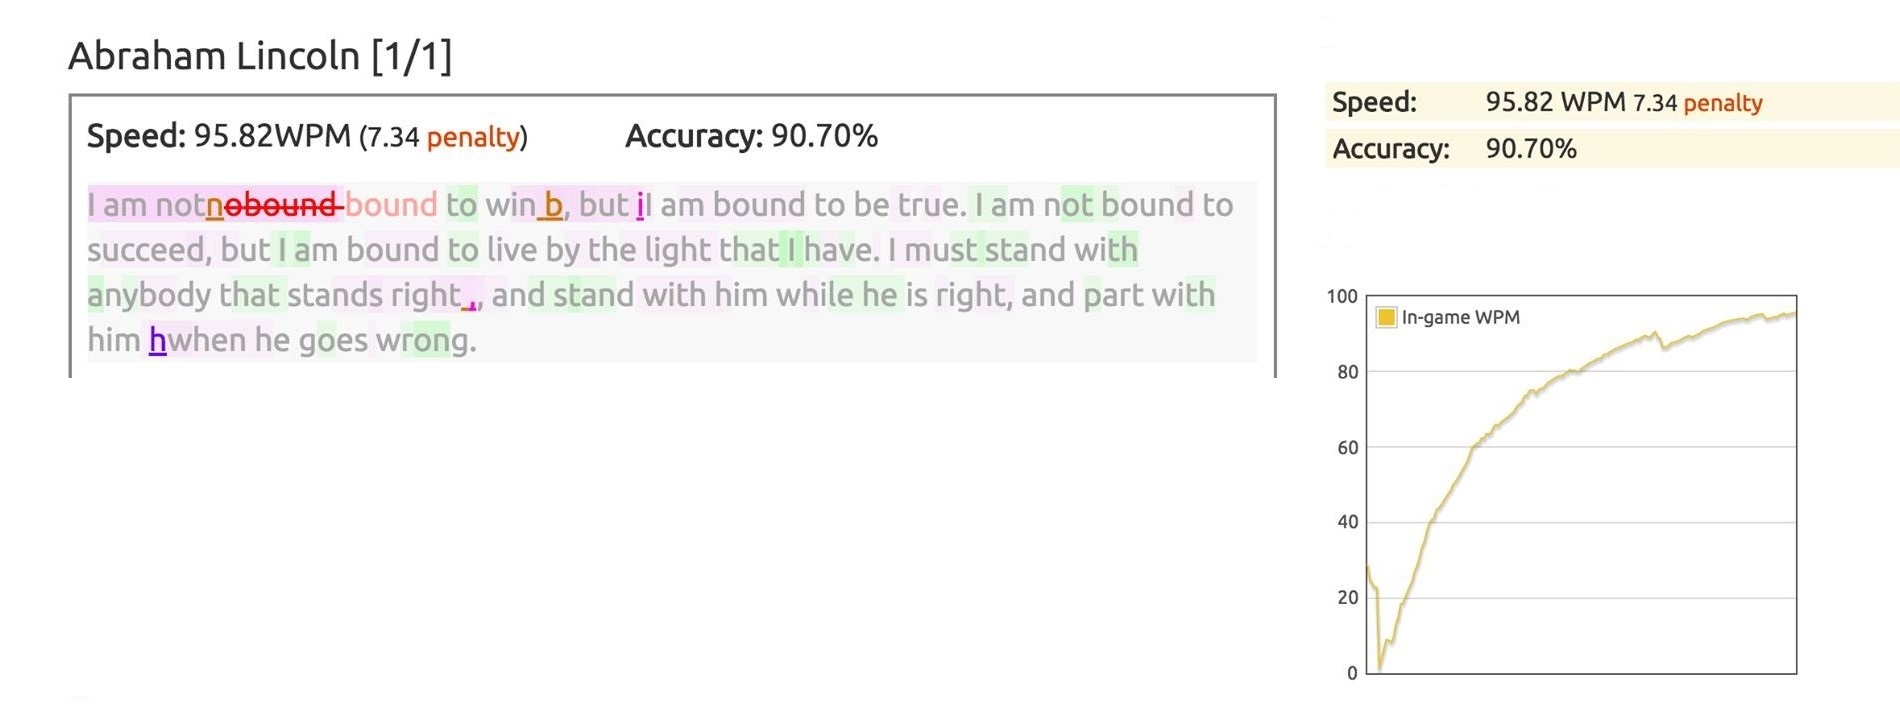 Abraham Lincoln [1/1]
Speed: 95.82WPM (7.34 penalty) Accuracy: 90.70%
I am notnobound bound to win b, but iI am bound to be true. I am not bound to
succeed, but I am bound to live by the light that I have. I must stand with
anybody that stands right ,, and stand with him while he is right, and part with
him hwhen he goes wrong.
Speed: 95.82 WPM 7.34 penalty
Accuracy: 90.70%
In-game WPM
100
80
60
40
20
0